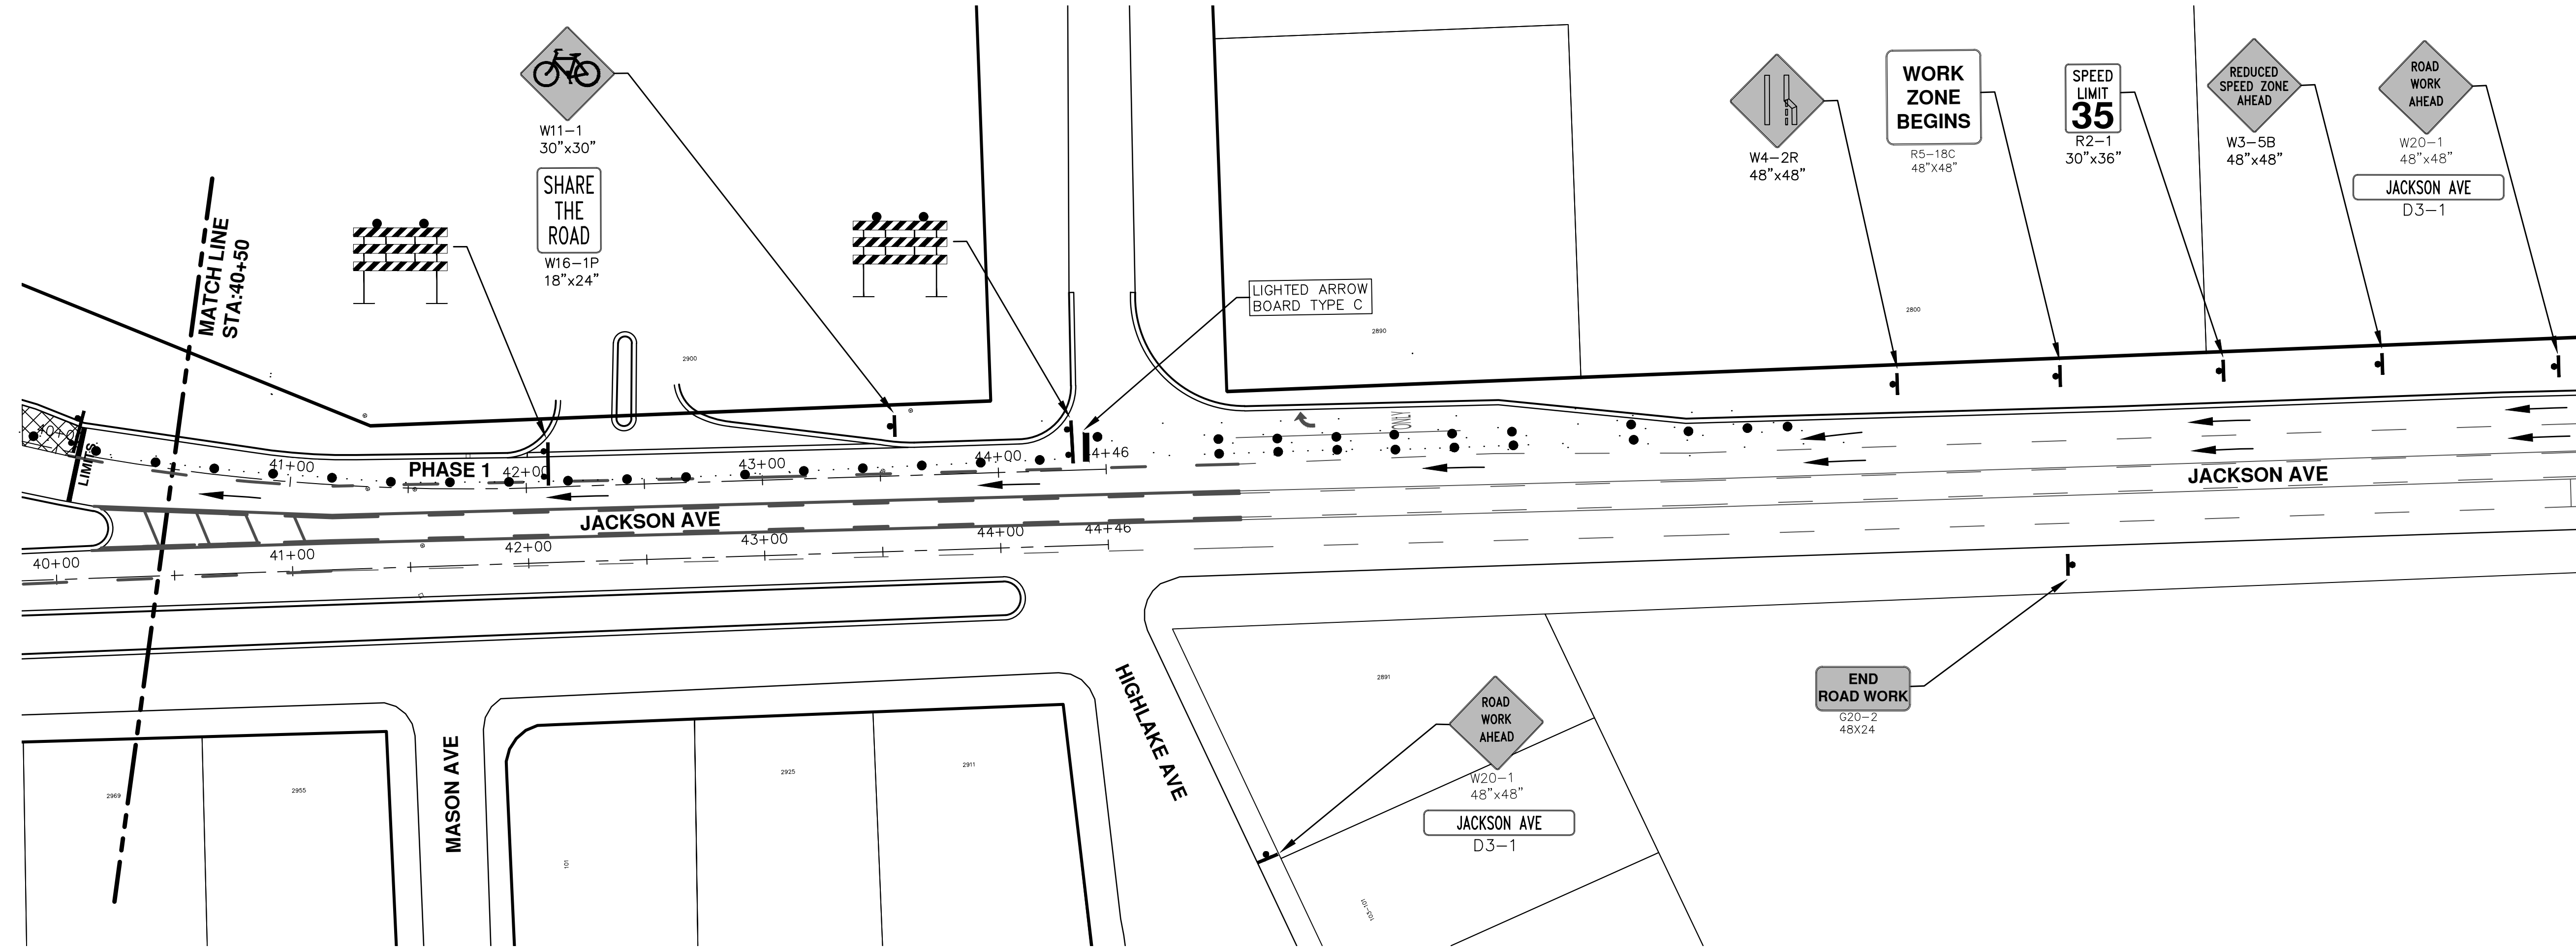 W11-1
30"x30"
SHARE
THE
ROAD
W16-1P
18"x24"
MATCH LINE
STA:40+50
LIGHTED ARROW
BOARD TYPE C
W4-2R
48"x48"
WORK
ZONE
BEGINS
R5-18C
48"X48"
SPEED
LIMIT
35
R2-1
30"x36"
REDUCED
SPEED ZONE
AHEAD
W3-5B
48"x48"
ROAD
WORK
AHEAD
W20-1
48"x48"
JACKSON AVE
D3-1
2900
2890
2800
ONLY
LIMITS
41+00
PHASE 1
42+00
43+00
44+00
4+46
JACKSON AVE
JACKSON AVE
40+00
41+00
42+00
43+00
44+00
44+46
END
ROAD WORK
G20-2
48X24
ROAD
WORK
AHEAD
W20-1
48"x48"
JACKSON AVE
D3-1
MASON AVE
HIGHLAKE AVE
2969
2955
101
2925
2911
2891
103-101